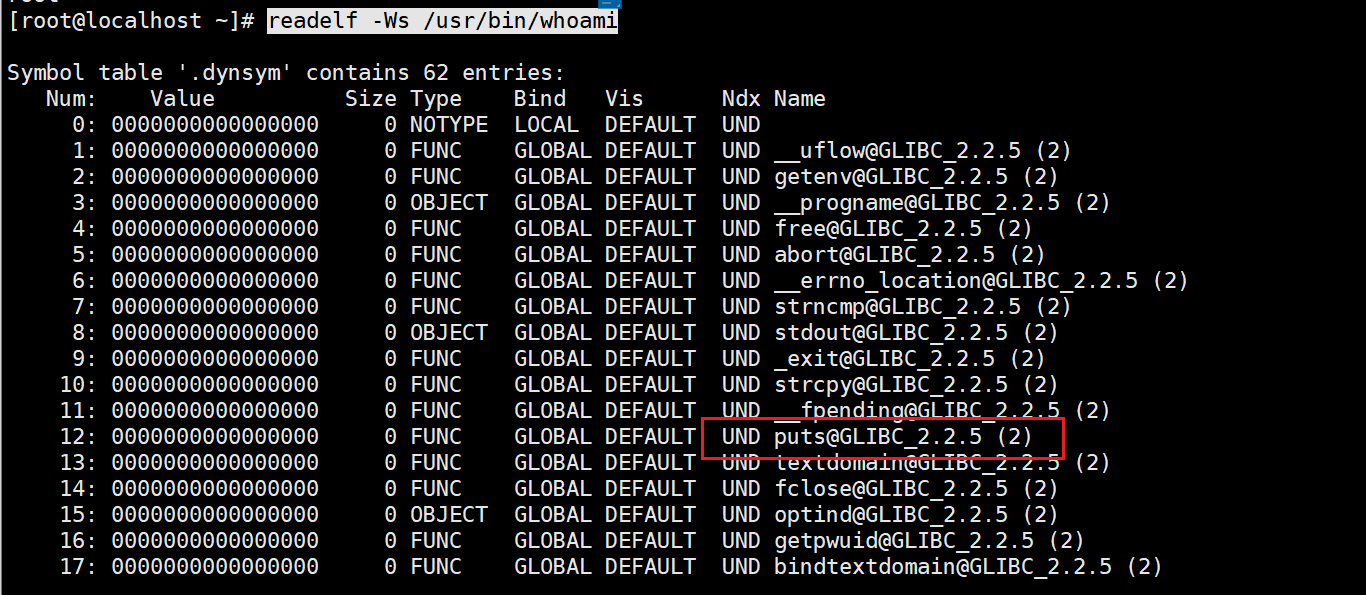 [root@localhost ~]# readelf -Ws /usr/bin/whoami
Symbol table '.dynsym' contains 62 entries:
Num: Value Size Type Bind Vis Ndx Name
0: 0000000000000000 0 NOTYPE LOCAL DEFAULT UND
1: 0000000000000000 0 FUNC GLOBAL DEFAULT UND __uflow@GLIBC_2.2.5 (2)
2: 0000000000000000 0 FUNC GLOBAL DEFAULT UND getenv@GLIBC_2.2.5 (2)
3: 0000000000000000 0 OBJECT GLOBAL DEFAULT UND __progname@GLIBC_2.2.5 (2)
4: 0000000000000000 0 FUNC GLOBAL DEFAULT UND free@GLIBC_2.2.5 (2)
5: 0000000000000000 0 FUNC GLOBAL DEFAULT UND abort@GLIBC_2.2.5 (2)
6: 0000000000000000 0 FUNC GLOBAL DEFAULT UND __errno_location@GLIBC_2.2.5 (2)
7: 0000000000000000 0 FUNC GLOBAL DEFAULT UND strncmp@GLIBC_2.2.5 (2)
8: 0000000000000000 0 OBJECT GLOBAL DEFAULT UND stdout@GLIBC_2.2.5 (2)
9: 0000000000000000 0 FUNC GLOBAL DEFAULT UND _exit@GLIBC_2.2.5 (2)
10: 0000000000000000 0 FUNC GLOBAL DEFAULT UND strcpy@GLIBC_2.2.5 (2)
11: 0000000000000000 0 FUNC GLOBAL DEFAULT UND __fpending@GLIBC_2.2.5 (2)
12: 0000000000000000 0 FUNC GLOBAL DEFAULT UND puts@GLIBC_2.2.5 (2)
13: 0000000000000000 0 FUNC GLOBAL DEFAULT UND textdomain@GLIBC_2.2.5 (2)
14: 0000000000000000 0 FUNC GLOBAL DEFAULT UND fclose@GLIBC_2.2.5 (2)
15: 0000000000000000 0 OBJECT GLOBAL DEFAULT UND optind@GLIBC_2.2.5 (2)
16: 0000000000000000 0 FUNC GLOBAL DEFAULT UND getpwuid@GLIBC_2.2.5 (2)
17: 0000000000000000 0 FUNC GLOBAL DEFAULT UND bindtextdomain@GLIBC_2.2.5 (2)